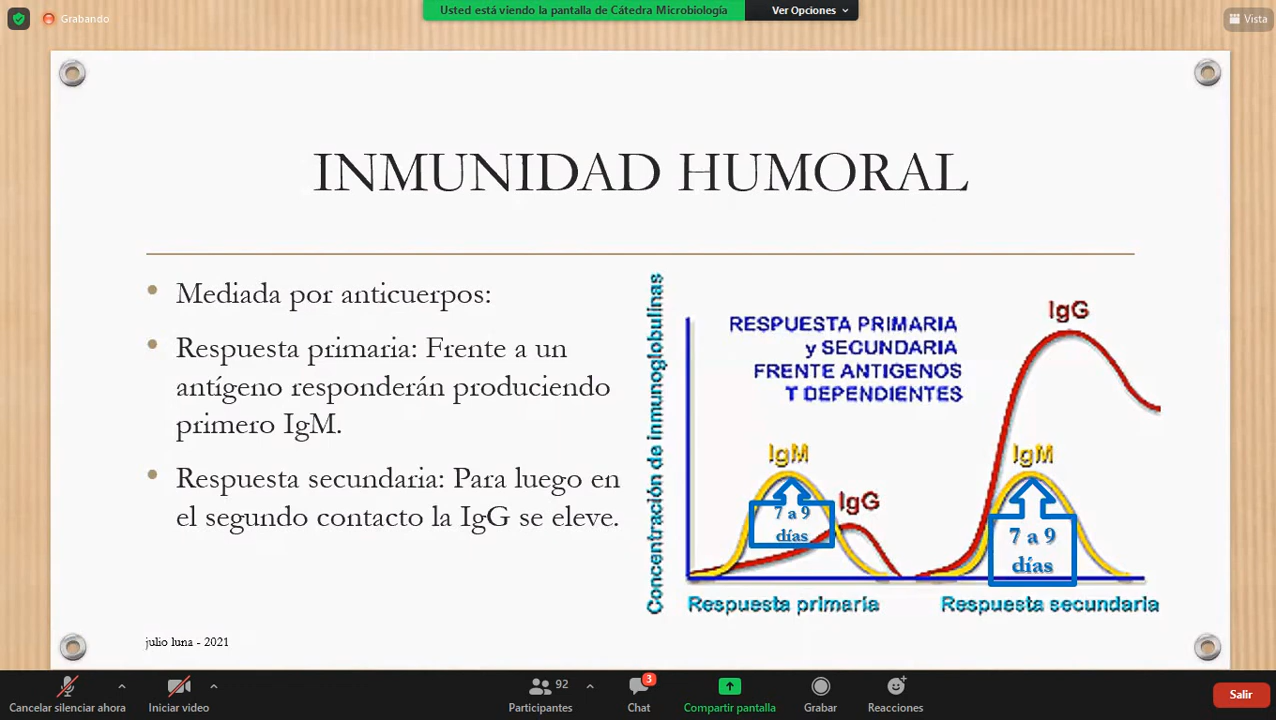 Grabando
Usted está viendo la pantalla de Cátedra Microbiología
Ver Opciones
Vista
INMUNIDAD HUMORAL
Mediada por anticuerpos:
Respuesta primaria: Frente a un
antígeno responderán produciendo
primero IgM.
Respuesta secundaria: Para luego en
el segundo contacto la IgG se eleve.
Concentración de inmunoglobulinas
RESPUESTA PRIMARIA
y SECUNDARIA
FRENTE ANTIGENOS
T DEPENDIENTES
IgM
7 a 9
días
IgG
IgG
IgM
7 a 9
días
Respuesta primaria
Respuesta secundaria
julio luna - 2021
Cancelar silenciar ahora
Iniciar video
92
Participantes
3
Chat
Compartir pantalla
Grabar
Reacciones
Salir